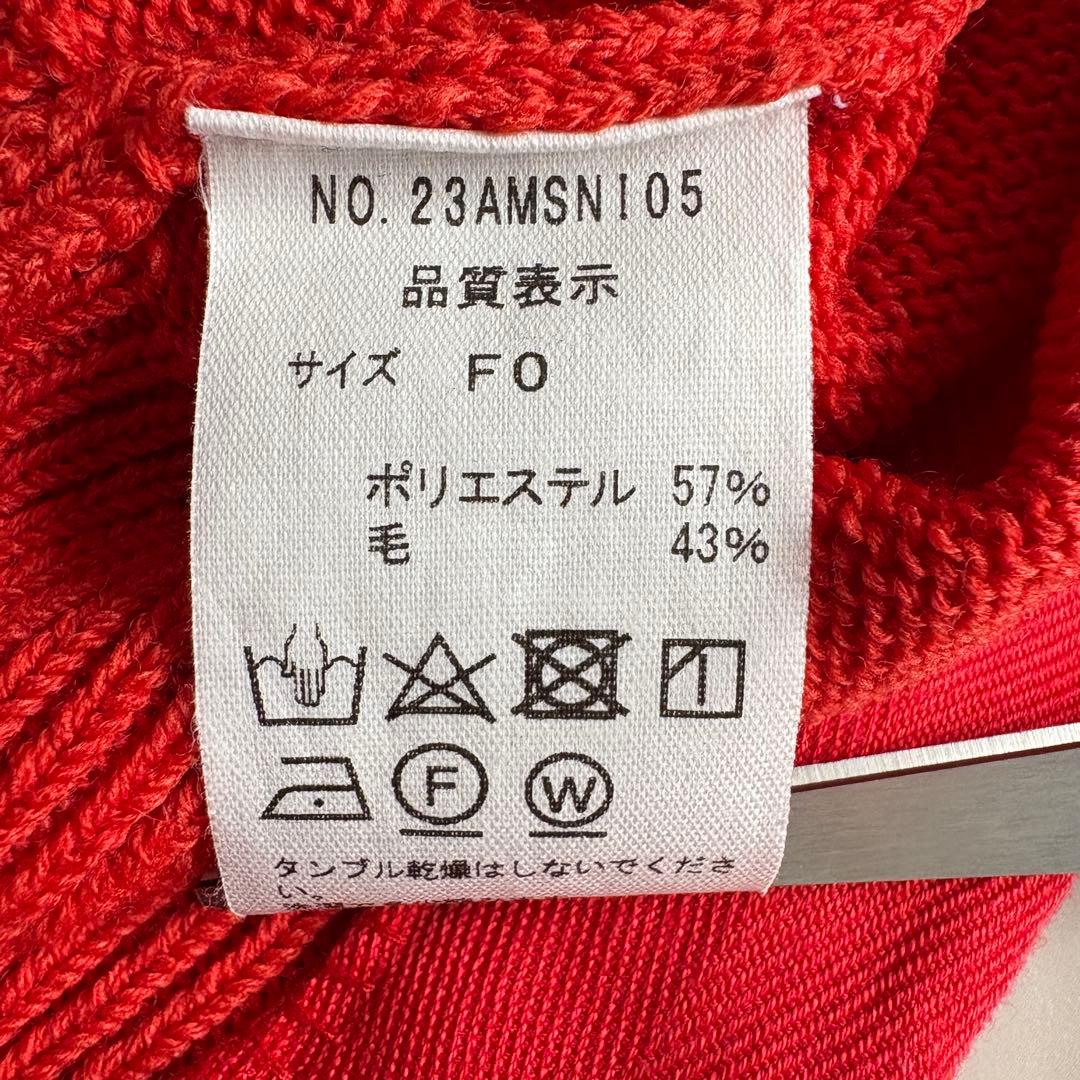 NO. 23AMSNI05
品質表示
サイズ FO
ポリエステル 57%
毛 43%
F W
タンブル乾燥はしないでくださ
い。